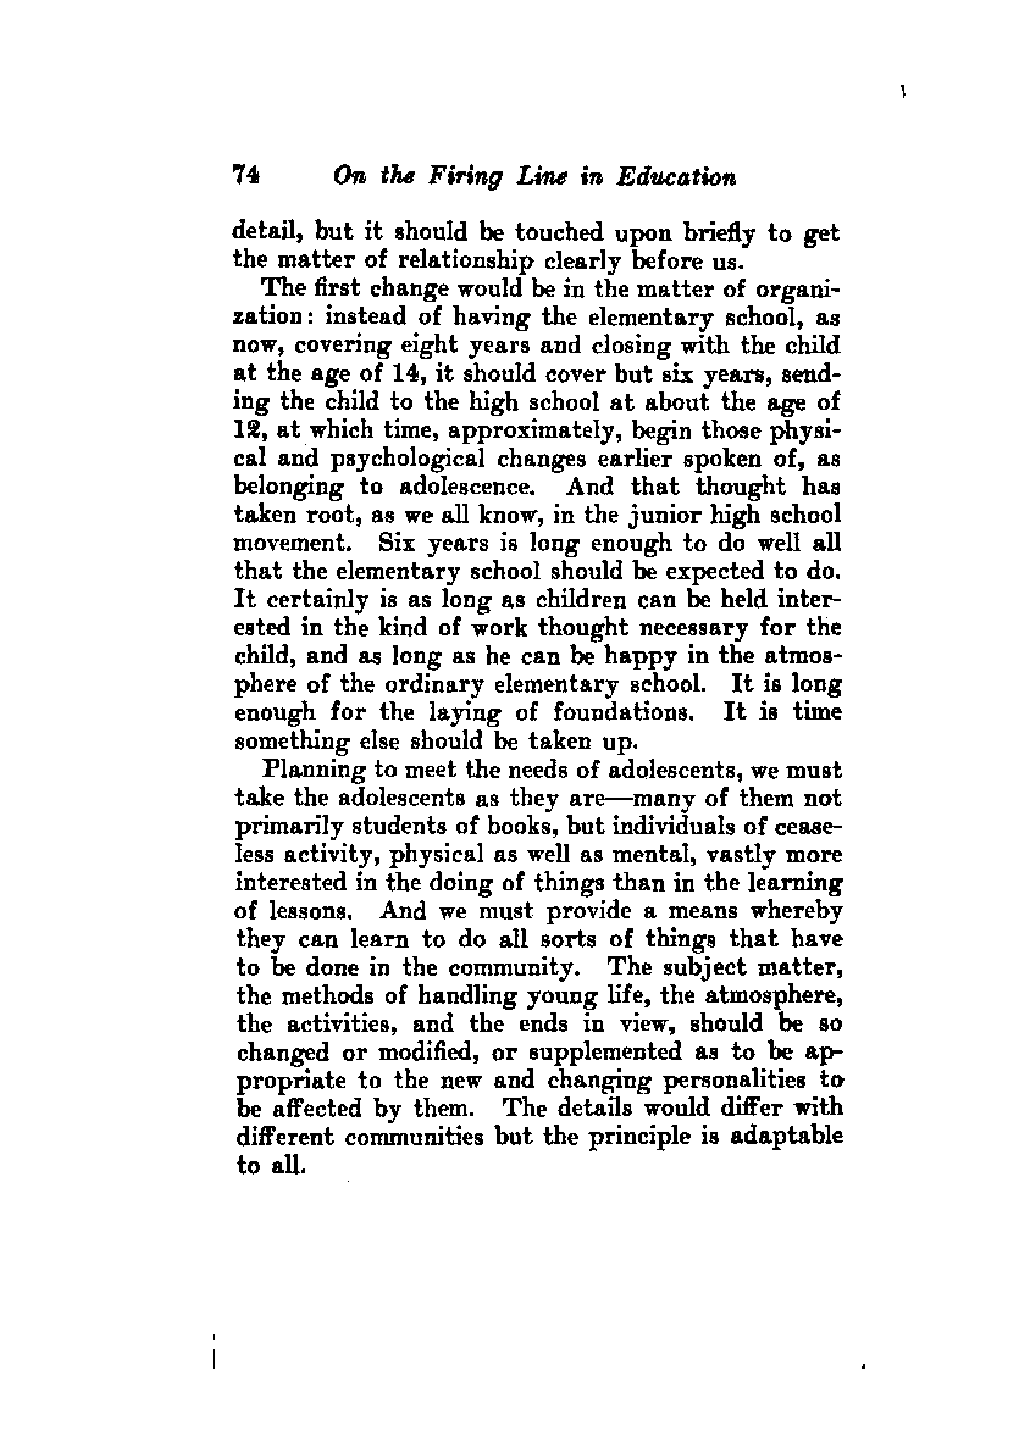 74 On the Firing Line in Education
detail, but it should be touched upon briefly to get
the matter of relationship clearly before us.
The first change would be in the matter of organi-
zation: instead of having the elementary school, as
now, covering eight years and closing with the child
at the age of 14, it should cover but six years, send-
ing the child to the high school at about the age of
12, at which time, approximately, begin those physi-
cal and psychological changes earlier spoken of, as
belonging to adolescence. And that thought has
taken root, as we all know, in the junior high school
movement. Six years is long enough to do well all
that the elementary school should be expected to do.
It certainly is as long as children can be held inter-
ested in the kind of work thought necessary for the
child, and as long as he can be happy in the atmos-
phere of the ordinary elementary school. It is long
enough for the laying of foundations. It is time
something else should be taken up.
Planning to meet the needs of adolescents, we must
take the adolescents as they are—many of them not
primarily students of books, but individuals of cease-
less activity, physical as well as mental, vastly more
interested in the doing of things than in the learning
of lessons. And we must provide a means whereby
they can learn to do all sorts of things that have
to be done in the community. The subject matter,
the methods of handling young life, the atmosphere,
the activities, and the ends in view, should be so
changed or modified, or supplemented as to be ap-
propriate to the new and changing personalities to
be affected by them. The details would differ with
different communities but the principle is adaptable
to all.